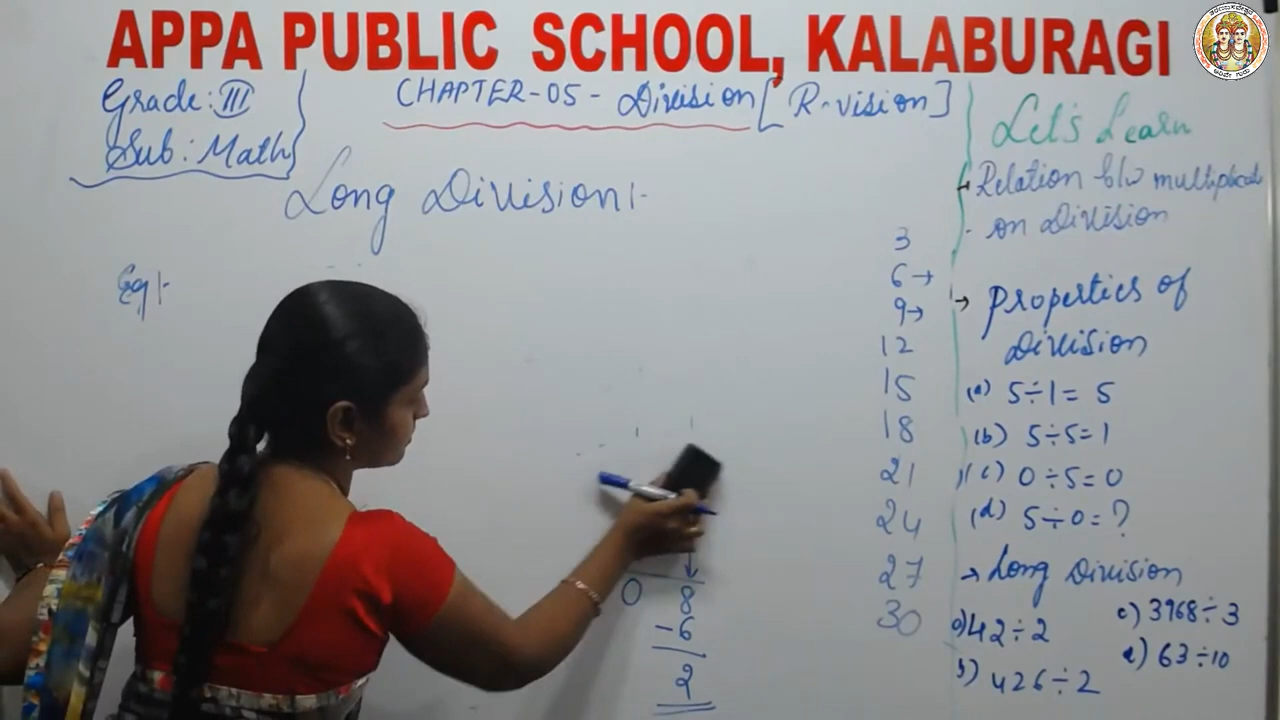 APPA PUBLIC SCHOOL, KALABURAGI
Grade: III
Sub: Math
CHAPTER-05 - Division [R-vision]
Long Division:-
Eg:-
0 8
-6
2
3
6→
9→
12
15
18
21
24
27
30
Let's Learn
→ Relation b/w multiplicati
- on Division
→ Properties of
Division
(a) 5÷1= 5
(b) 5÷5=1
(c) 0÷5=0
(d) 5÷0=?
→ Long Division
a) 42÷2
c) 3968÷3
b) 426÷2
e) 63÷10